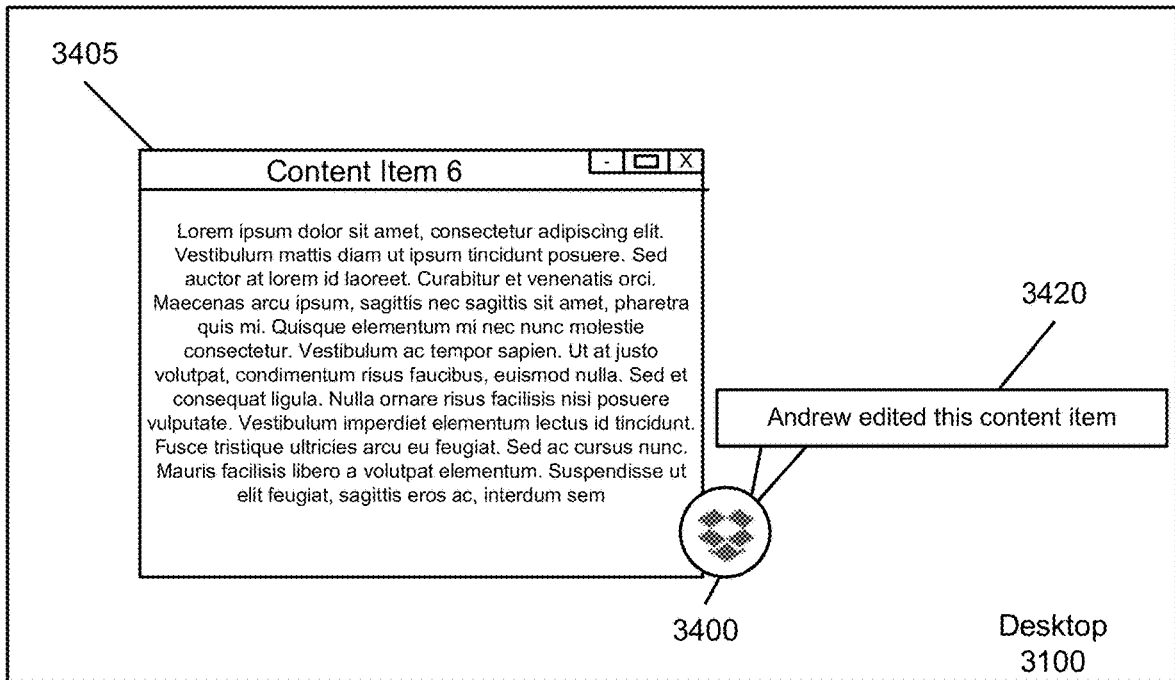 3405
Content Item 6
- X
Lorem ipsum dolor sit amet, consectetur adipiscing elit.
Vestibulum mattis diam ut ipsum tincidunt posuere. Sed
auctor at lorem id laoreet. Curabitur et venenatis orci.
Maecenas arcu ipsum, sagittis nec sagittis sit amet, pharetra
quis mi. Quisque elementum mi nec nunc molestie
consectetur. Vestibulum ac tempor sapien. Ut at justo
volutpat, condimentum risus faucibus, euismod nulla. Sed et
consequat ligula. Nulla ornare risus facilisis nisi posuere
vulputate. Vestibulum imperdiet elementum lectus id tincidunt.
Fusce tristique ultricies arcu eu feugiat. Sed ac cursus nunc.
Mauris facilisis libero a volutpat elementum. Suspendisse ut
elit feugiat, sagittis eros ac, interdum sem
3420
Andrew edited this content item
3400
Desktop
3100